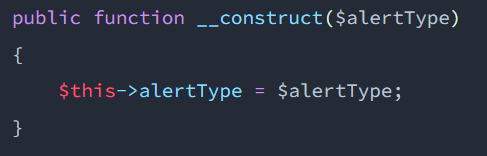 public function __construct($alertType)
{
    $this->alertType = $alertType;
}